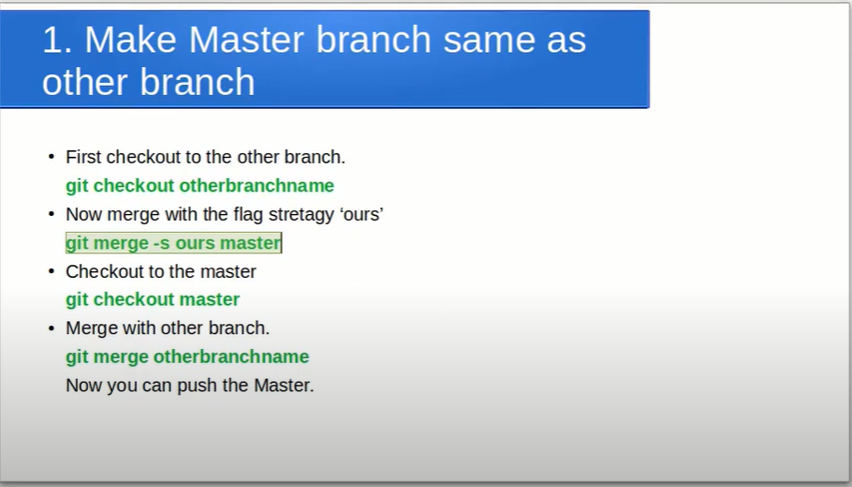 1. Make Master branch same as
other branch
• First checkout to the other branch.
git checkout otherbranchname
• Now merge with the flag stretagy ‘ours’
git merge -s ours master
• Checkout to the master
git checkout master
• Merge with other branch.
git merge otherbranchname
Now you can push the Master.